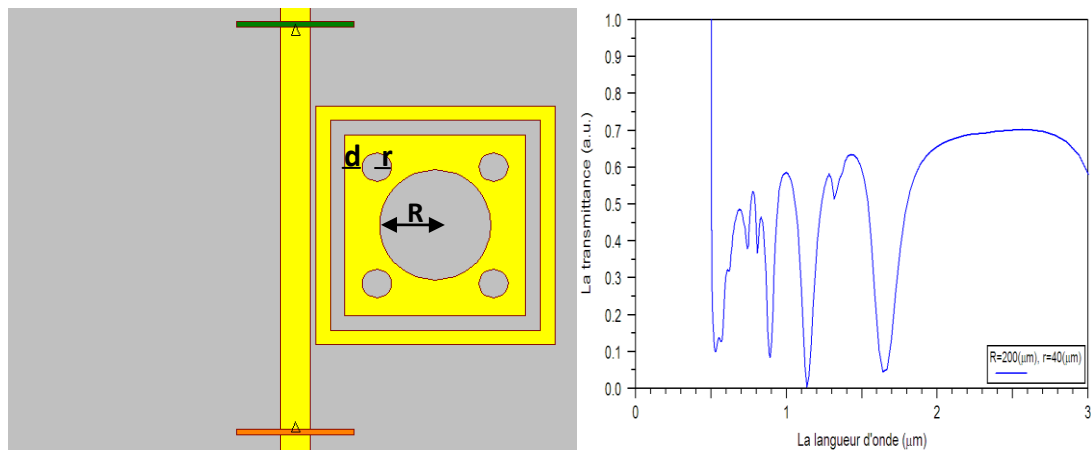 d
r
R
La transmittance (a.u.)
1.0
0.9
0.8
0.7
0.6
0.5
0.4
0.3
0.2
0.1
0.0
0
1
2
3
R=200(μm), r=40(μm)
La langueur d'onde (μm)